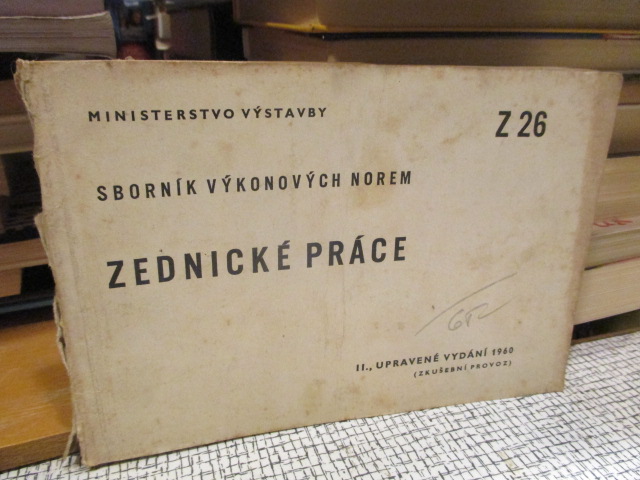 MINISTERSTVO VÝSTAVBY
Z 26
SBORNÍK VÝKONOVÝCH NOREM
ZEDNICKÉ PRÁCE
II., UPRAVENÉ VYDÁNÍ 1960
(ZKUŠEBNÍ PROVOZ)